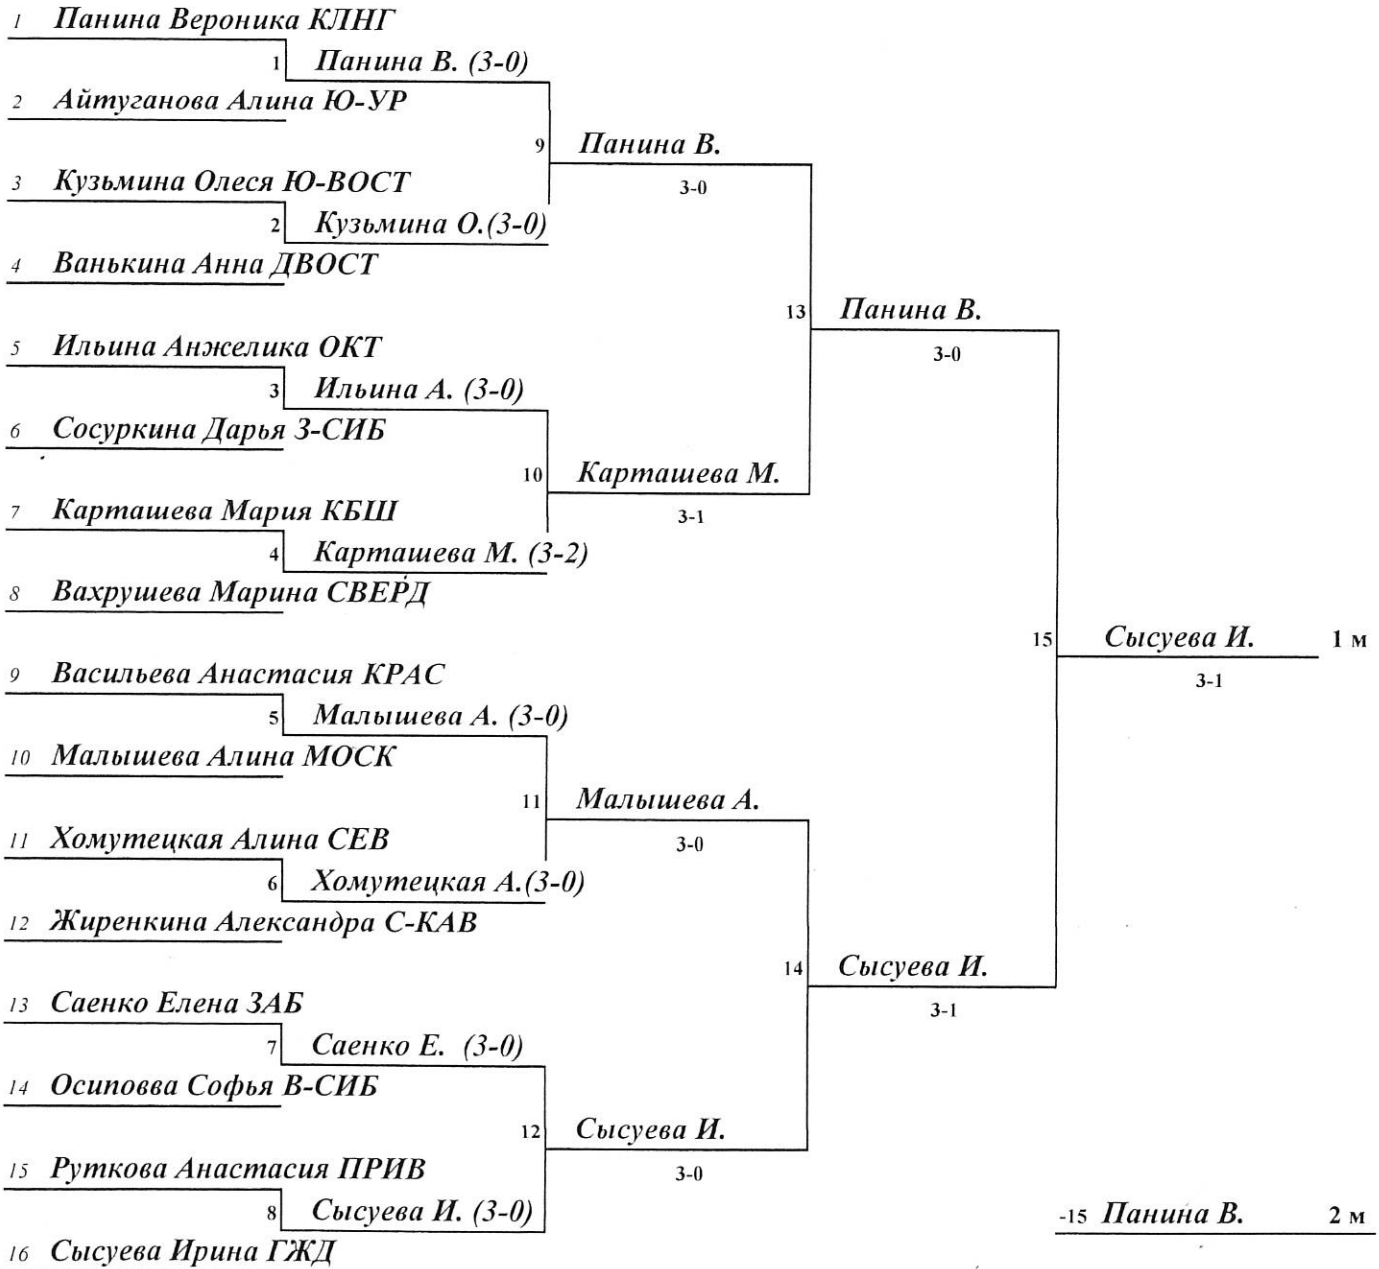 1 Панина Вероника КЛНГ
1 Панина В. (3-0)
2 Айтуганова Алина Ю-УР
9 Панина В.
3-0
3 Кузьмина Олеся Ю-ВОСТ
2 Кузьмина О.(3-0)
4 Ванькина Анна ДВОСТ
13 Панина В.
3-0
5 Ильина Анжелика ОКТ
3 Ильина А. (3-0)
6 Сосуркина Дарья З-СИБ
10 Карташева М.
3-1
7 Карташева Мария КБШ
4 Карташева М. (3-2)
8 Вахрушева Марина СВЕРД
15 Сысуева И. 1 м
3-1
9 Васильева Анастасия КРАС
5 Малышева А. (3-0)
10 Малышева Алина МОСК
11 Малышева А.
3-0
11 Хомутецкая Алина СЕВ
6 Хомутецкая А.(3-0)
12 Жиренкина Александра С-КАВ
14 Сысуева И.
3-1
13 Саенко Елена ЗАБ
7 Саенко Е. (3-0)
14 Осиповва Софья В-СИБ
12 Сысуева И.
3-0
15 Руткова Анастасия ПРИВ
8 Сысуева И. (3-0)
-15 Панина В. 2 м
16 Сысуева Ирина ГЖД